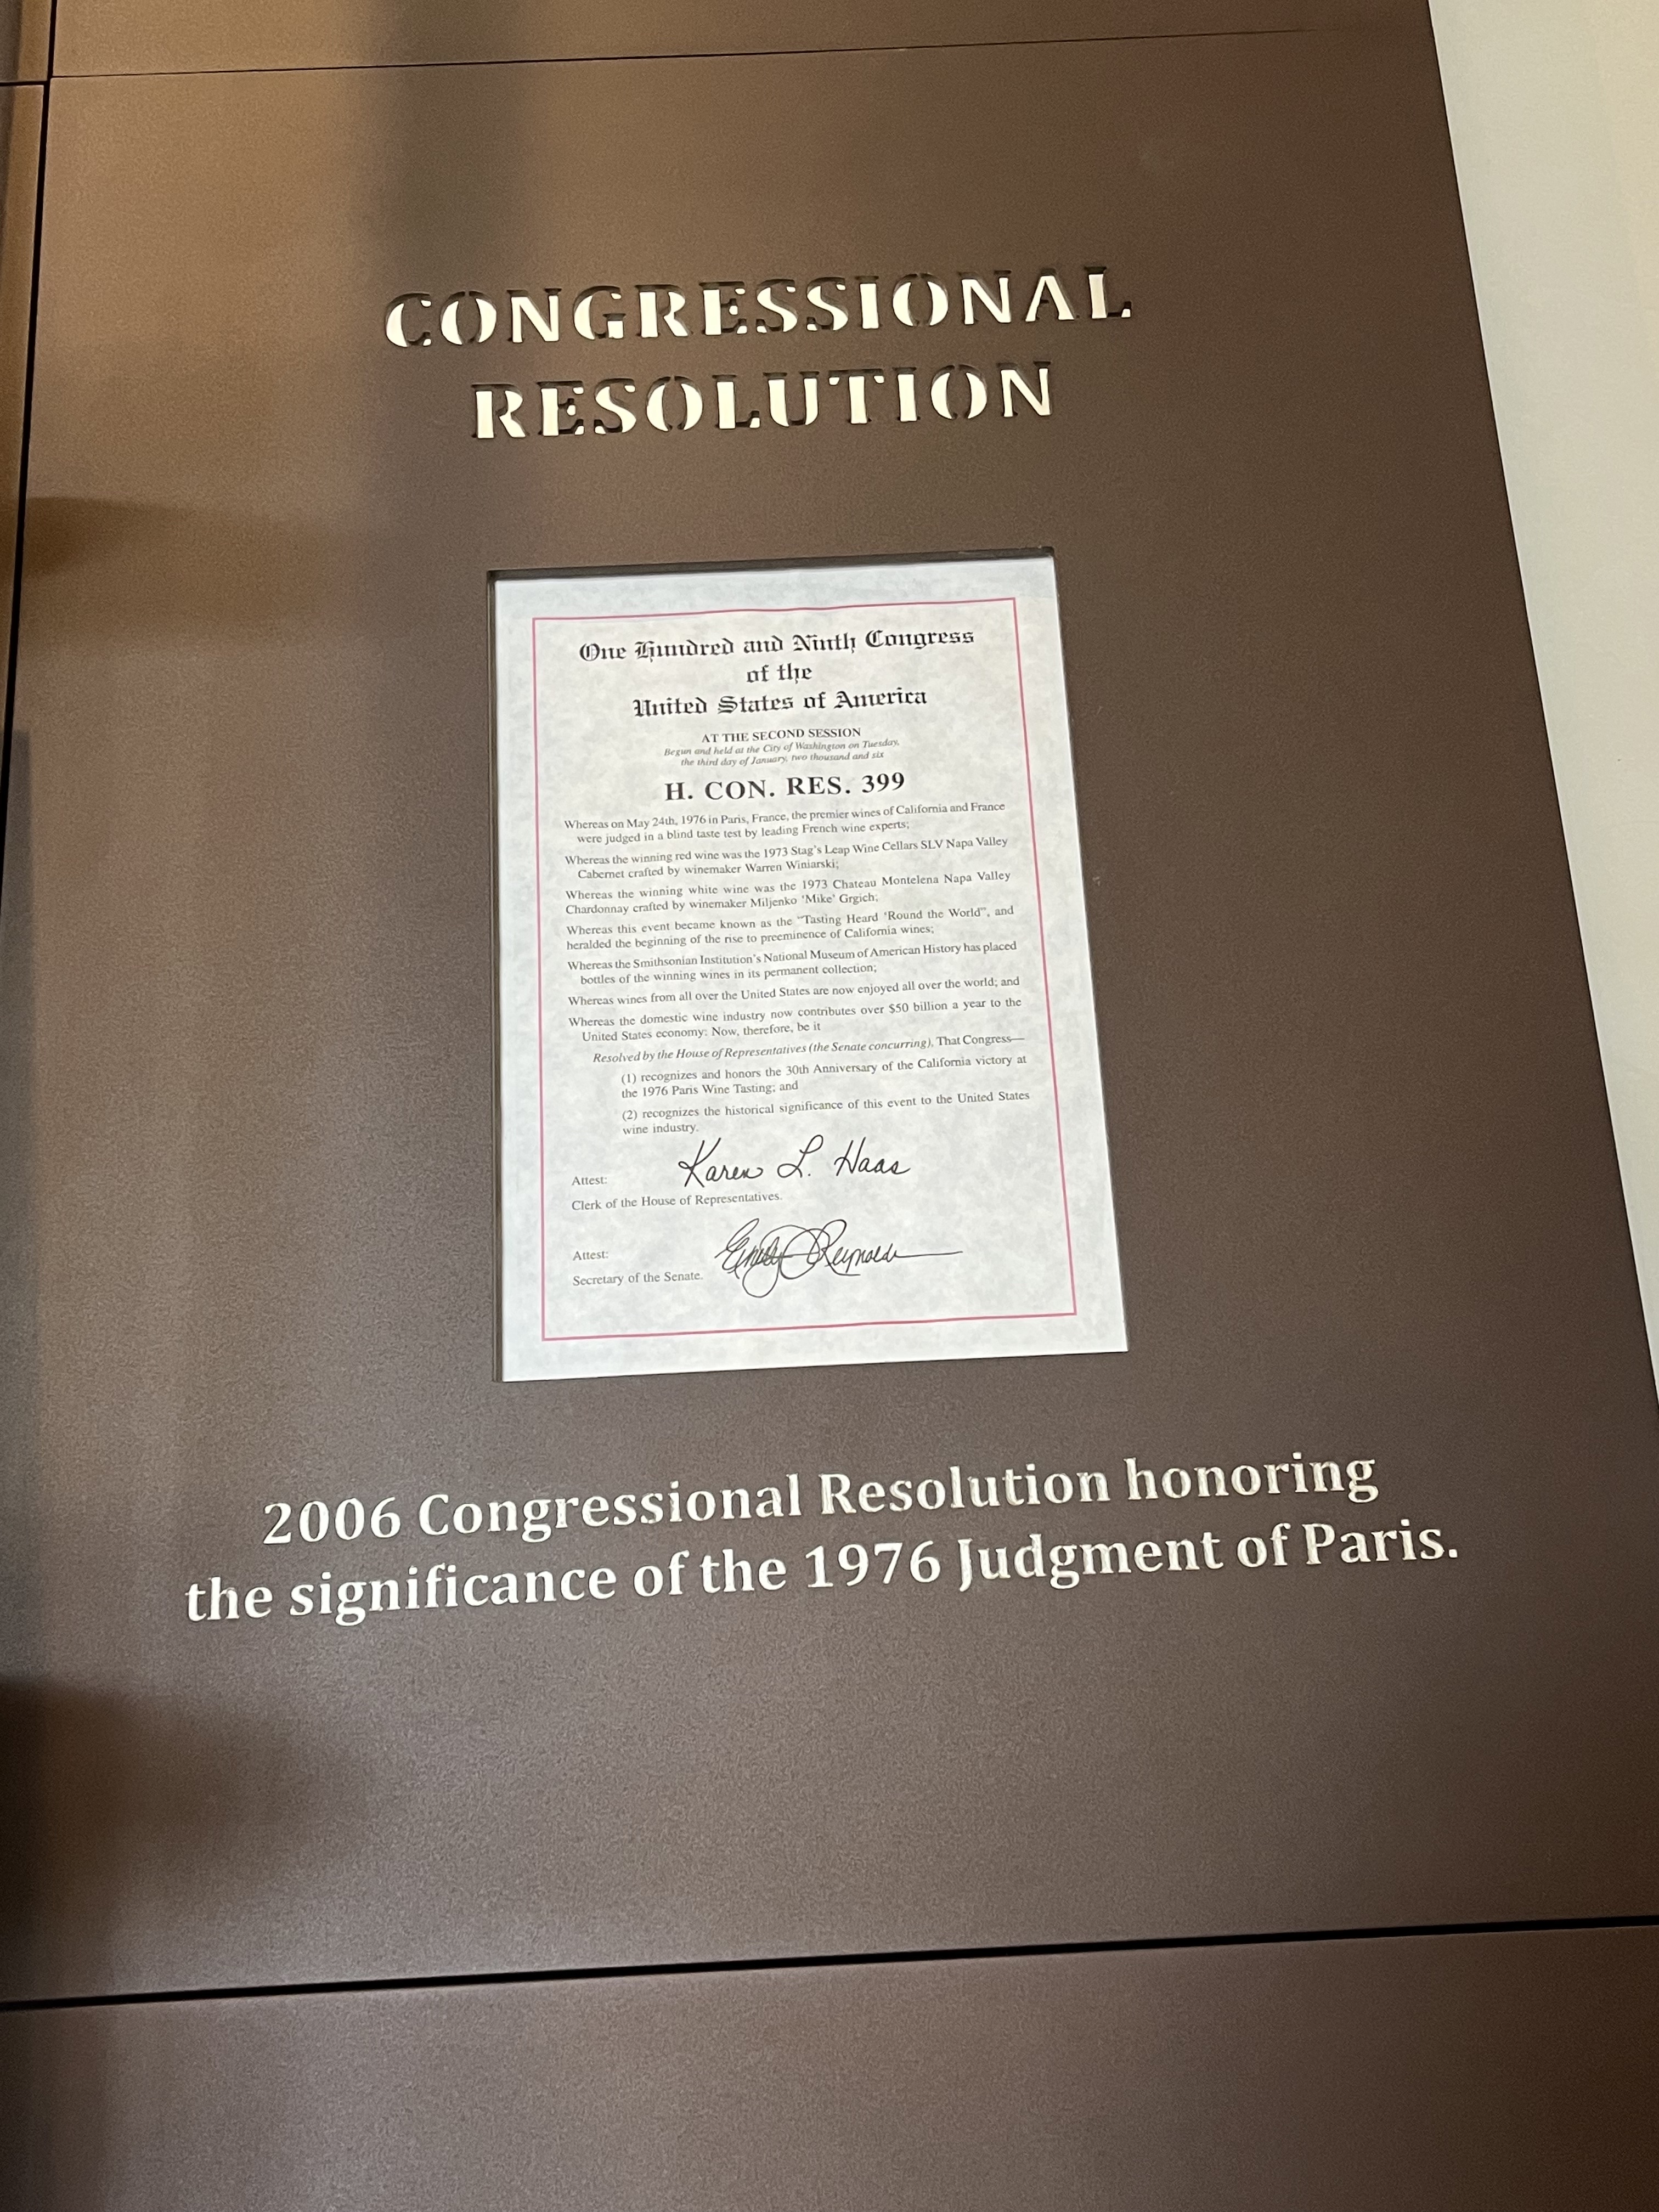 CONGRESSIONAL
RESOLUTION
One Hundred and Ninth Congress
of the
United States of America
AT THE SECOND SESSION
Begun and held at the City of Washington on Tuesday,
the third day of January, two thousand and six
H. CON. RES. 399
Whereas on May 24th, 1976 in Paris, France, the premier wines of California and France
were judged in a blind taste test by leading French wine experts;
Whereas the winning red wine was the 1973 Stag's Leap Wine Cellars SLV Napa Valley
Cabernet crafted by winemaker Warren Winiarski;
Whereas the winning white wine was the 1973 Chateau Montelena Napa Valley
Chardonnay crafted by winemaker Miljenko 'Mike' Grgich;
Whereas this event became known as the "Tasting Heard 'Round the World", and
heralded the beginning of the rise to preeminence of California wines;
Whereas the Smithsonian Institution's National Museum of American History has placed
bottles of the winning wines in its permanent collection;
Whereas wines from all over the United States are now enjoyed all over the world; and
Whereas the domestic wine industry now contributes over $50 billion a year to the
United States economy: Now, therefore, be it
Resolved by the House of Representatives (the Senate concurring), That Congress—
(1) recognizes and honors the 30th Anniversary of the California victory at
the 1976 Paris Wine Tasting; and
(2) recognizes the historical significance of this event to the United States
wine industry.
Karen L. Haas
Attest:
Clerk of the House of Representatives.
Emily J Reynolds
Attest:
Secretary of the Senate.
2006 Congressional Resolution honoring
the significance of the 1976 Judgment of Paris.